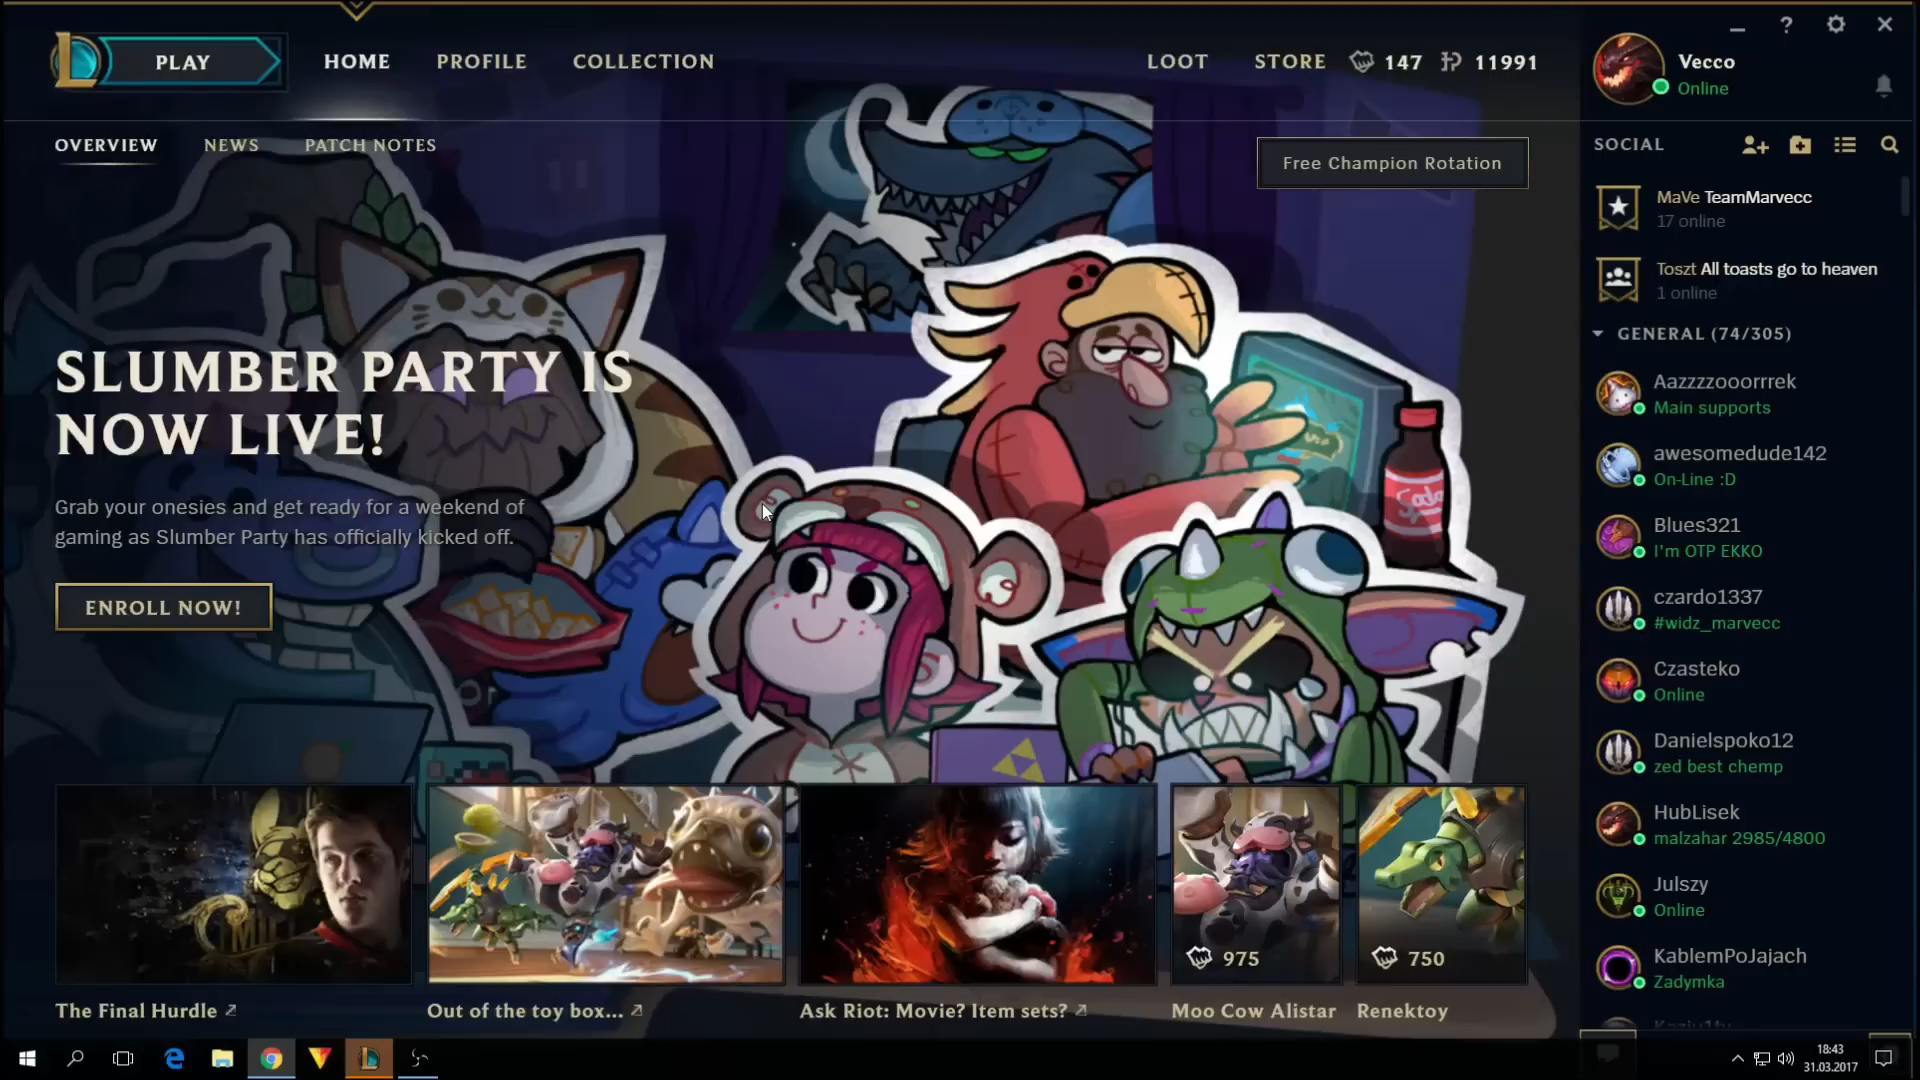 PLAY
HOME
PROFILE
COLLECTION
LOOT
STORE
147
11991
?
Vecco
Online
OVERVIEW
NEWS
PATCH NOTES
Free Champion Rotation
SOCIAL
MaVe TeamMarvecc
17 online
Toszt All toasts go to heaven
1 online
GENERAL (74/305)
Aazzzzooorrrek
Main supports
awesomedude142
On-Line :D
Blues321
I'm OTP EKKO
czardo1337
#widz_marvecc
Czasteko
Online
Danielspoko12
zed best chemp
HubLisek
malzahar 2985/4800
Julszy
Online
KablemPoJajach
Zadymka
SLUMBER PARTY IS
NOW LIVE!
Grab your onesies and get ready for a weekend of
gaming as Slumber Party has officially kicked off.
ENROLL NOW!
Soda
975
750
The Final Hurdle
Out of the toy box...
Ask Riot: Movie? Item sets?
Moo Cow Alistar
Renektoy
18:43
31.03.2017